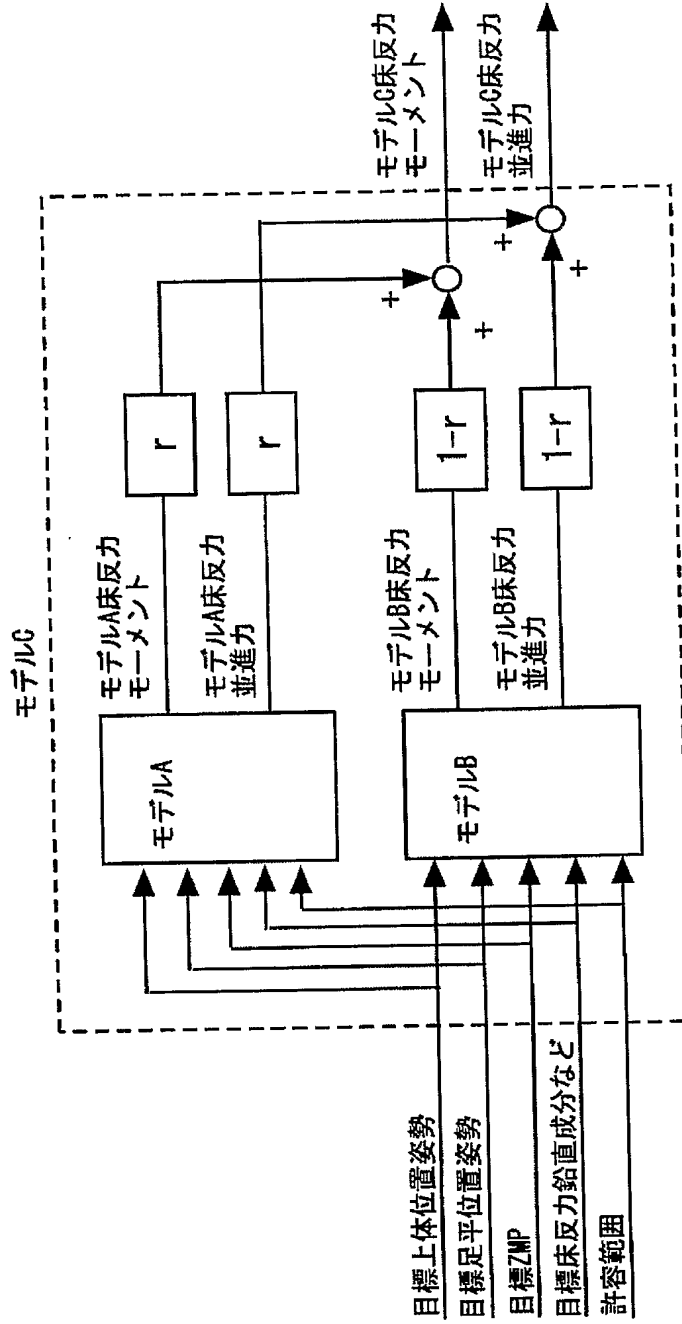 モデルC
モデルA床反力
モーメント
モデルA床反力
並進力
モデルA
r
r
+
+
モデルC床反力
モーメント
モデルC床反力
並進力
モデルB床反力
モーメント
モデルB床反力
並進力
モデルB
1-r
1-r
+
+
目標上体位置姿勢
目標足平位置姿勢
目標ZMP
目標床反力鉛直成分など
許容範囲